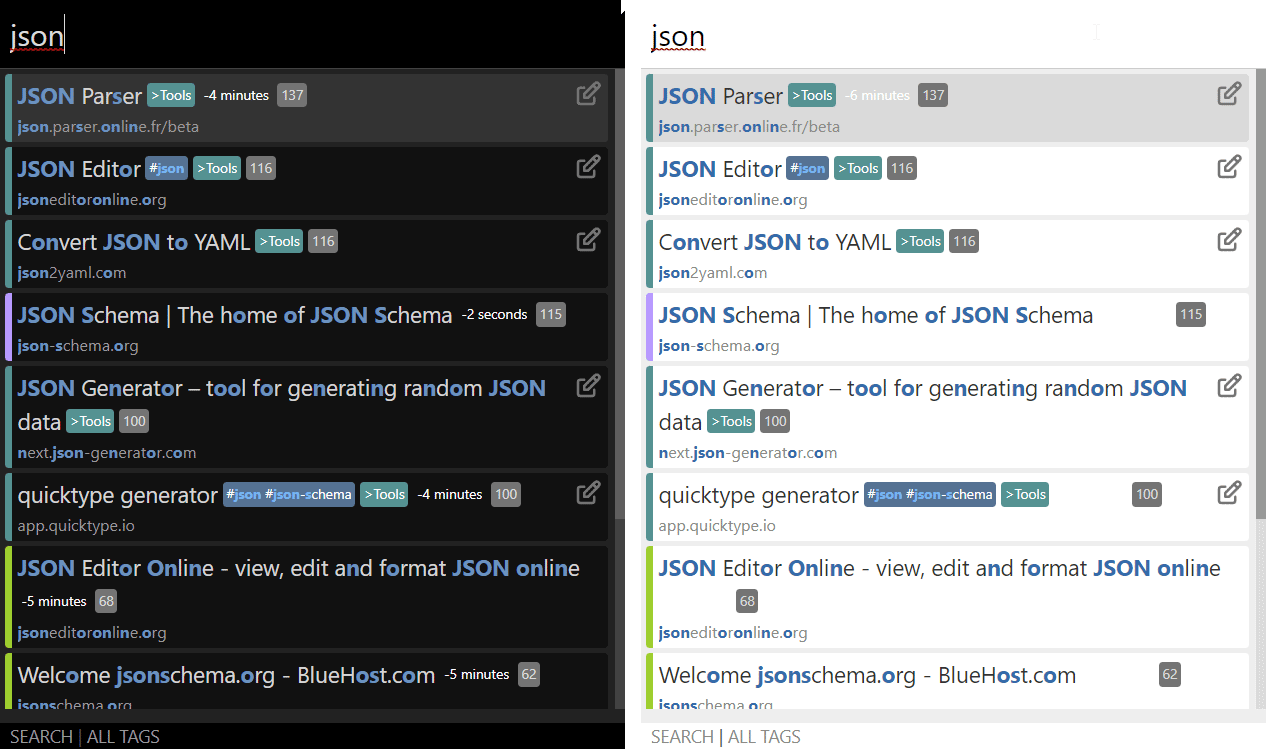 json
JSON Parser >Tools -4 minutes 137
json.parser.online.fr/beta
JSON Editor #json >Tools 116
jsoneditoronline.org
Convert JSON to YAML >Tools 116
json2yaml.com
JSON Schema | The home of JSON Schema -2 seconds 115
json-schema.org
JSON Generator – tool for generating random JSON
data >Tools 100
next.json-generator.com
quicktype generator #json #json-schema >Tools -4 minutes 100
app.quicktype.io
JSON Editor Online - view, edit and format JSON online
-5 minutes 68
jsoneditoronline.org
Welcome jsonschema.org - BlueHost.com -5 minutes 62
jsonschema.org
SEARCH | ALL TAGS
json
JSON Parser >Tools -6 minutes 137
json.parser.online.fr/beta
JSON Editor #json >Tools 116
jsoneditoronline.org
Convert JSON to YAML >Tools 116
json2yaml.com
JSON Schema | The home of JSON Schema 115
json-schema.org
JSON Generator – tool for generating random JSON
data >Tools 100
next.json-generator.com
quicktype generator #json #json-schema >Tools 100
app.quicktype.io
JSON Editor Online - view, edit and format JSON online
68
jsoneditoronline.org
Welcome jsonschema.org - BlueHost.com 62
jsonschema.org
SEARCH | ALL TAGS